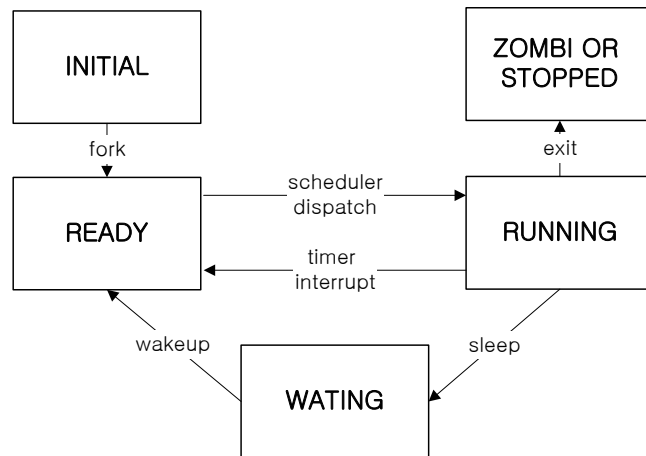 INITIAL
ZOMBI OR
STOPPED
fork
exit
scheduler
dispatch
READY
RUNNING
timer
interrupt
wakeup
sleep
WATING